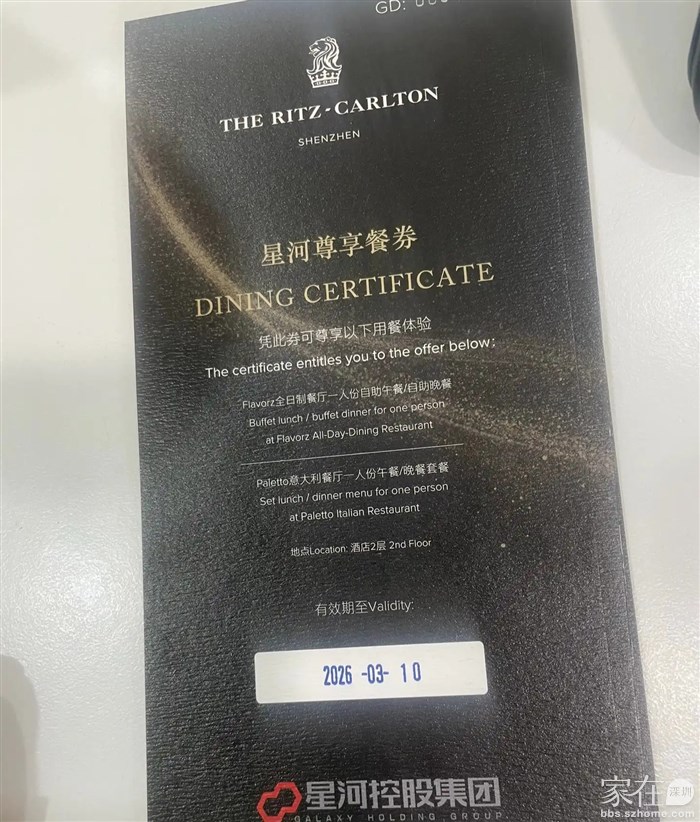 GD:
THE RITZ-CARLTON
SHENZHEN
星河尊享餐券
DINING CERTIFICATE
凭此券可尊享以下用餐体验
The certificate entitles you to the offer below:
Flavorz全日制餐厅一人份自助午餐/自助晚餐
Buffet lunch / buffet dinner for one person
at Flavorz All-Day-Dining Restaurant
Paletto意大利餐厅一人份午餐/晚餐套餐
Set lunch / dinner menu for one person
at Paletto Italian Restaurant
地点Location: 酒店2层 2nd Floor
有效期至Validity:
2026 -03- 10
星河控股集团
GALAXY HOLDING GROUP
家在深圳
bbs.szhome.com